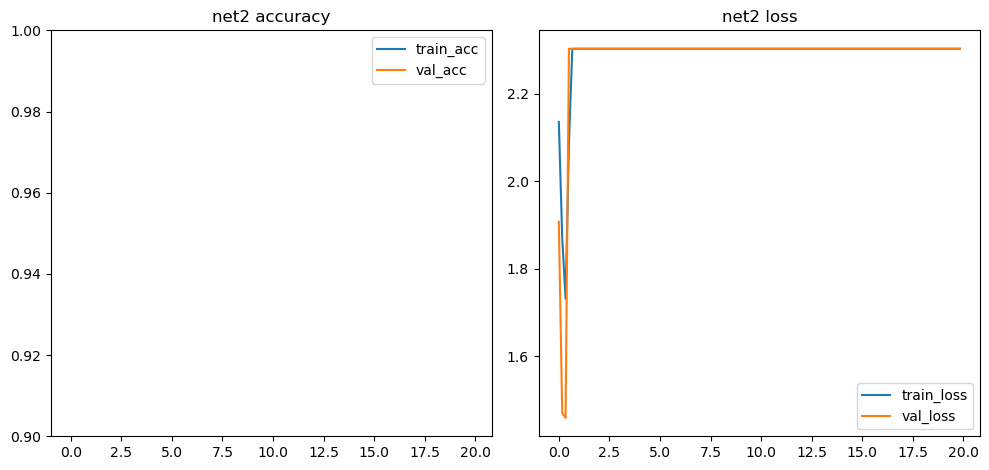 net2 accuracy
1.00
0.98
0.96
0.94
0.92
0.90
0.0 2.5 5.0 7.5 10.0 12.5 15.0 17.5 20.0
train_acc
val_acc
net2 loss
2.2
2.0
1.8
1.6
0.0 2.5 5.0 7.5 10.0 12.5 15.0 17.5 20.0
train_loss
val_loss